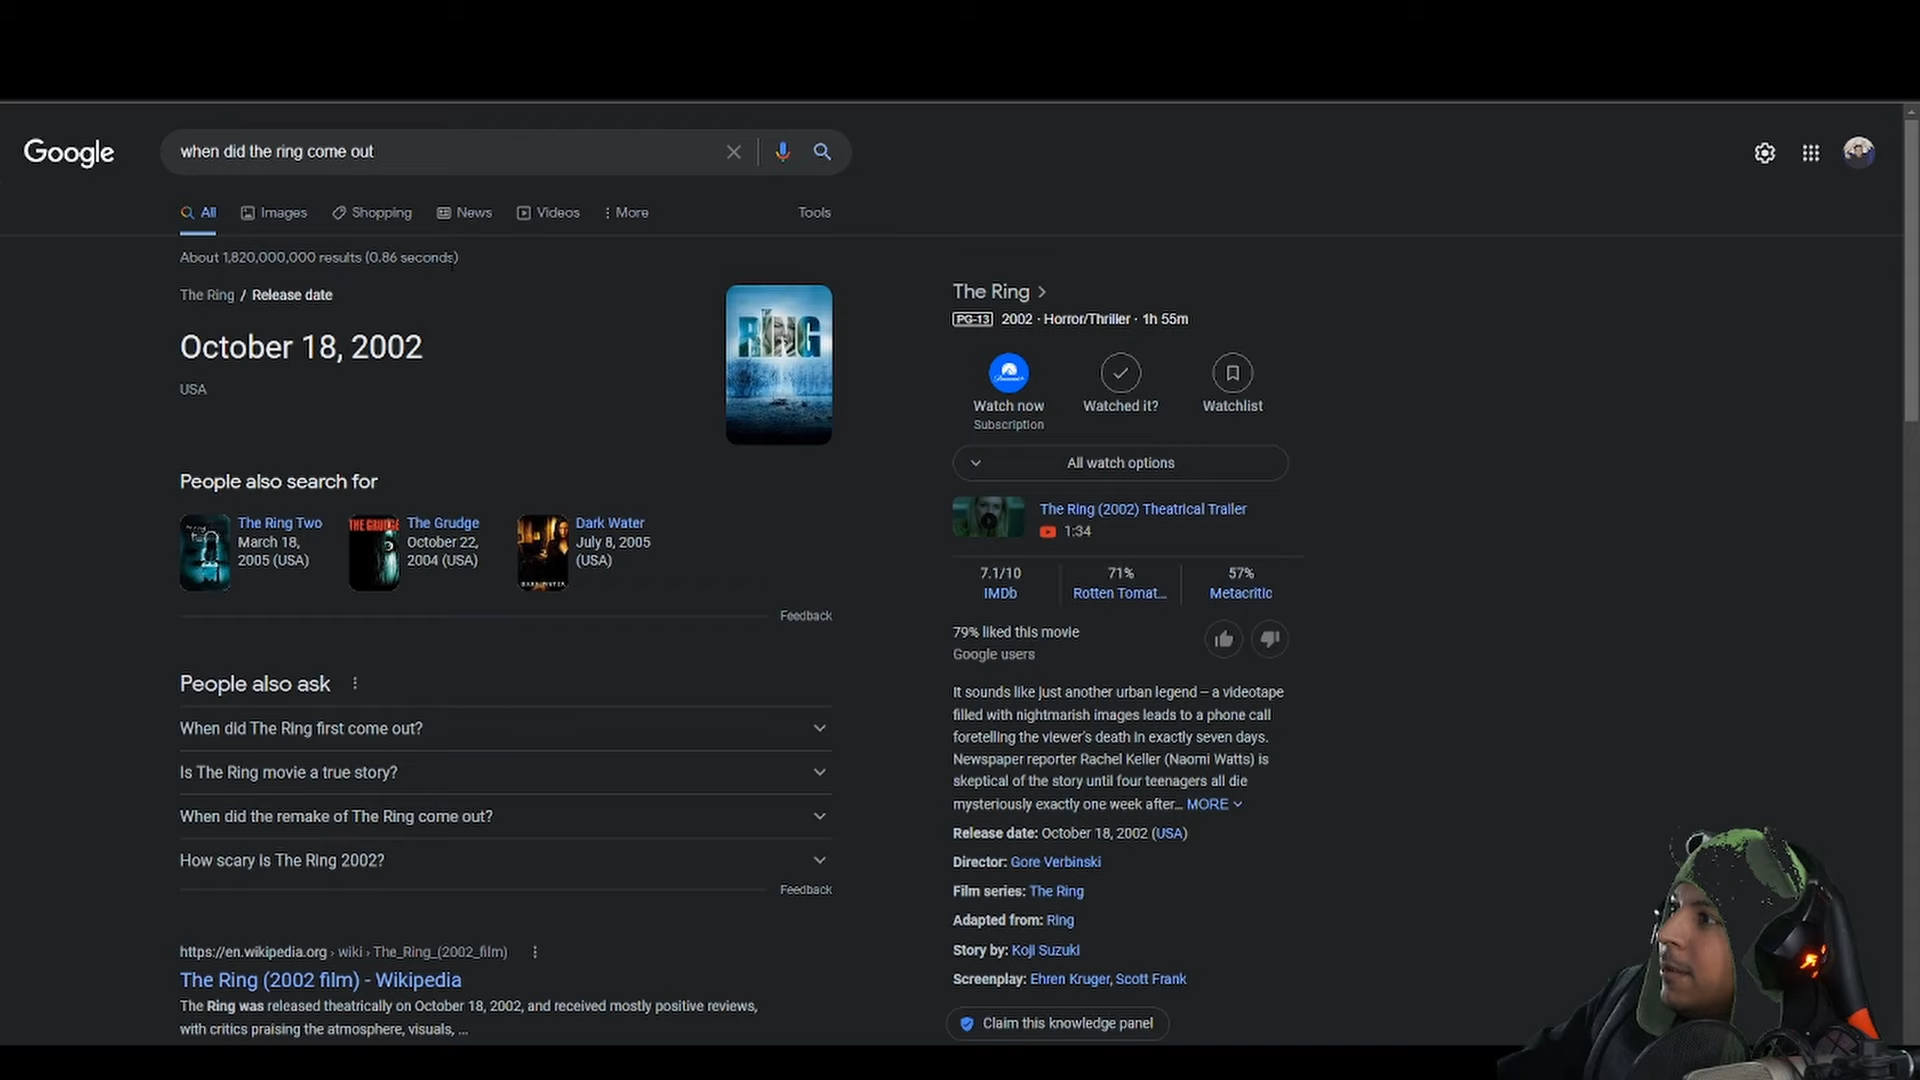 Google
when did the ring come out
All
Images
Shopping
News
Videos
More
Tools
About 1,820,000,000 results (0.86 seconds)
The Ring / Release date
October 18, 2002
USA
RING
People also search for
The Ring Two
March 18,
2005 (USA)
THE GRUDGE
The Grudge
October 22,
2004 (USA)
DARK WATER
Dark Water
July 8, 2005
(USA)
Feedback
People also ask
When did The Ring first come out?
Is The Ring movie a true story?
When did the remake of The Ring come out?
How scary is The Ring 2002?
Feedback
https://en.wikipedia.org › wiki › The_Ring_(2002_film)
The Ring (2002 film) - Wikipedia
The Ring was released theatrically on October 18, 2002, and received mostly positive reviews,
with critics praising the atmosphere, visuals, ...
The Ring
PG-13 2002 · Horror/Thriller · 1h 55m
Watch now
Subscription
Watched it?
Watchlist
All watch options
The Ring (2002) Theatrical Trailer
1:34
7.1/10
IMDb
71%
Rotten Tomat...
57%
Metacritic
79% liked this movie
Google users
It sounds like just another urban legend – a videotape
filled with nightmarish images leads to a phone call
foretelling the viewer's death in exactly seven days.
Newspaper reporter Rachel Keller (Naomi Watts) is
skeptical of the story until four teenagers all die
mysteriously exactly one week after... MORE
Release date: October 18, 2002 (USA)
Director: Gore Verbinski
Film series: The Ring
Adapted from: Ring
Story by: Koji Suzuki
Screenplay: Ehren Kruger, Scott Frank
Claim this knowledge panel